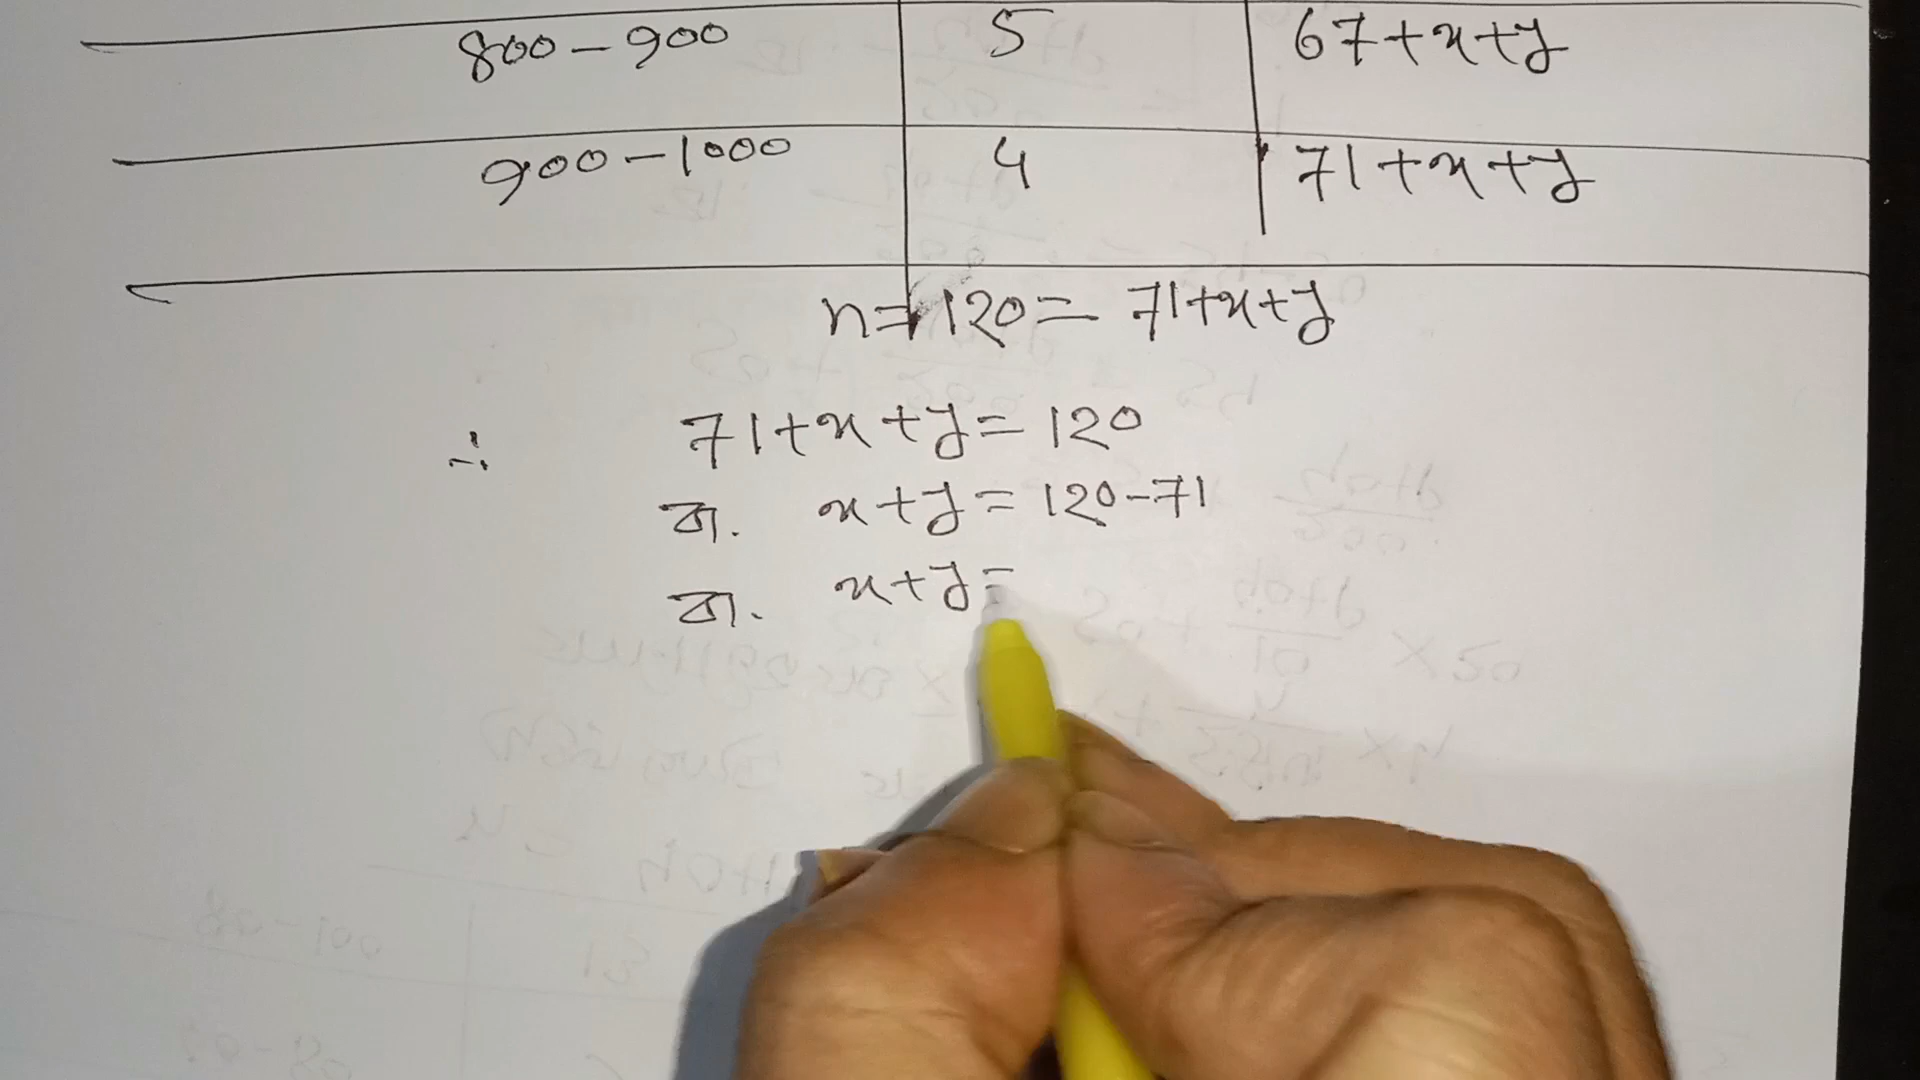 800-900 5 67+x+y
900-1000 4 71+x+y
n=120= 71+x+y
∴ 71+x+y= 120
বা. x+y= 120-71
বা. x+y=